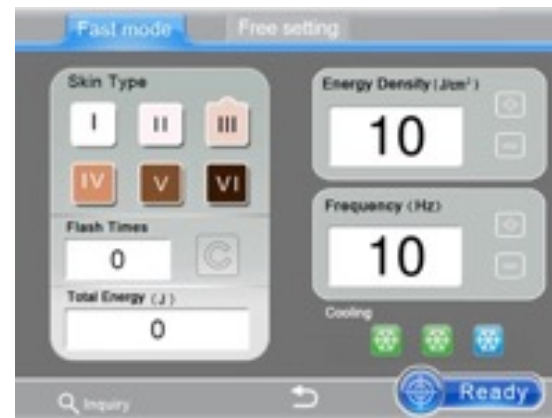 Fast mode
Free setting
Skin Type
I
II
III
IV
V
VI
Flash Times
0
C
Total Energy (J)
0
Energy Density (J/cm²)
10
Frequency (Hz)
10
Cooling
Inquiry
Ready